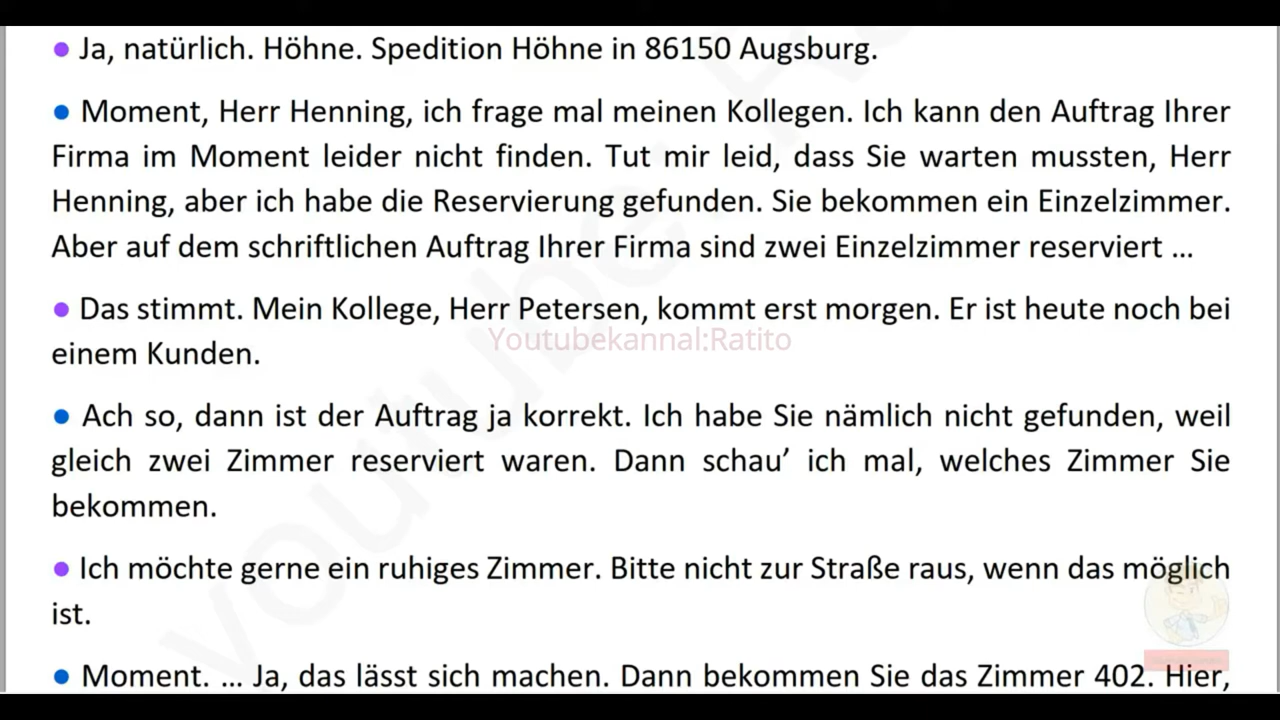 ● Ja, natürlich. Höhne. Spedition Höhne in 86150 Augsburg.
● Moment, Herr Henning, ich frage mal meinen Kollegen. Ich kann den Auftrag Ihrer
Firma im Moment leider nicht finden. Tut mir leid, dass Sie warten mussten, Herr
Henning, aber ich habe die Reservierung gefunden. Sie bekommen ein Einzelzimmer.
Aber auf dem schriftlichen Auftrag Ihrer Firma sind zwei Einzelzimmer reserviert ...
● Das stimmt. Mein Kollege, Herr Petersen, kommt erst morgen. Er ist heute noch bei
Youtubekannal:Ratito
einem Kunden.
● Ach so, dann ist der Auftrag ja korrekt. Ich habe Sie nämlich nicht gefunden, weil
gleich zwei Zimmer reserviert waren. Dann schau’ ich mal, welches Zimmer Sie
bekommen.
● Ich möchte gerne ein ruhiges Zimmer. Bitte nicht zur Straße raus, wenn das möglich
ist.
● Moment. ... Ja, das lässt sich machen. Dann bekommen Sie das Zimmer 402. Hier,